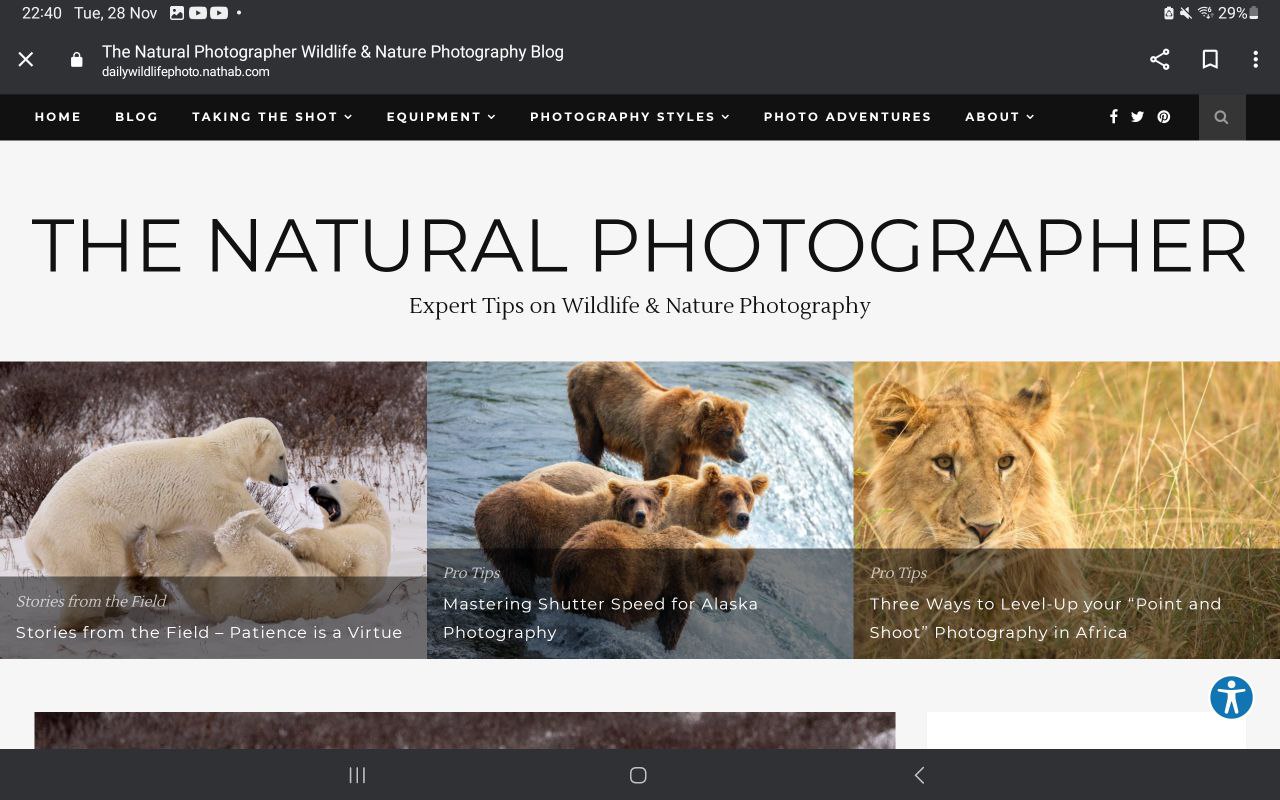 22:40 Tue, 28 Nov
29%
The Natural Photographer Wildlife & Nature Photography Blog
dailywildlifephoto.nathab.com
HOME BLOG TAKING THE SHOT EQUIPMENT PHOTOGRAPHY STYLES PHOTO ADVENTURES ABOUT
THE NATURAL PHOTOGRAPHER
Expert Tips on Wildlife & Nature Photography
Stories from the Field
Stories from the Field – Patience is a Virtue
Pro Tips
Mastering Shutter Speed for Alaska
Photography
Pro Tips
Three Ways to Level-Up your “Point and
Shoot” Photography in Africa